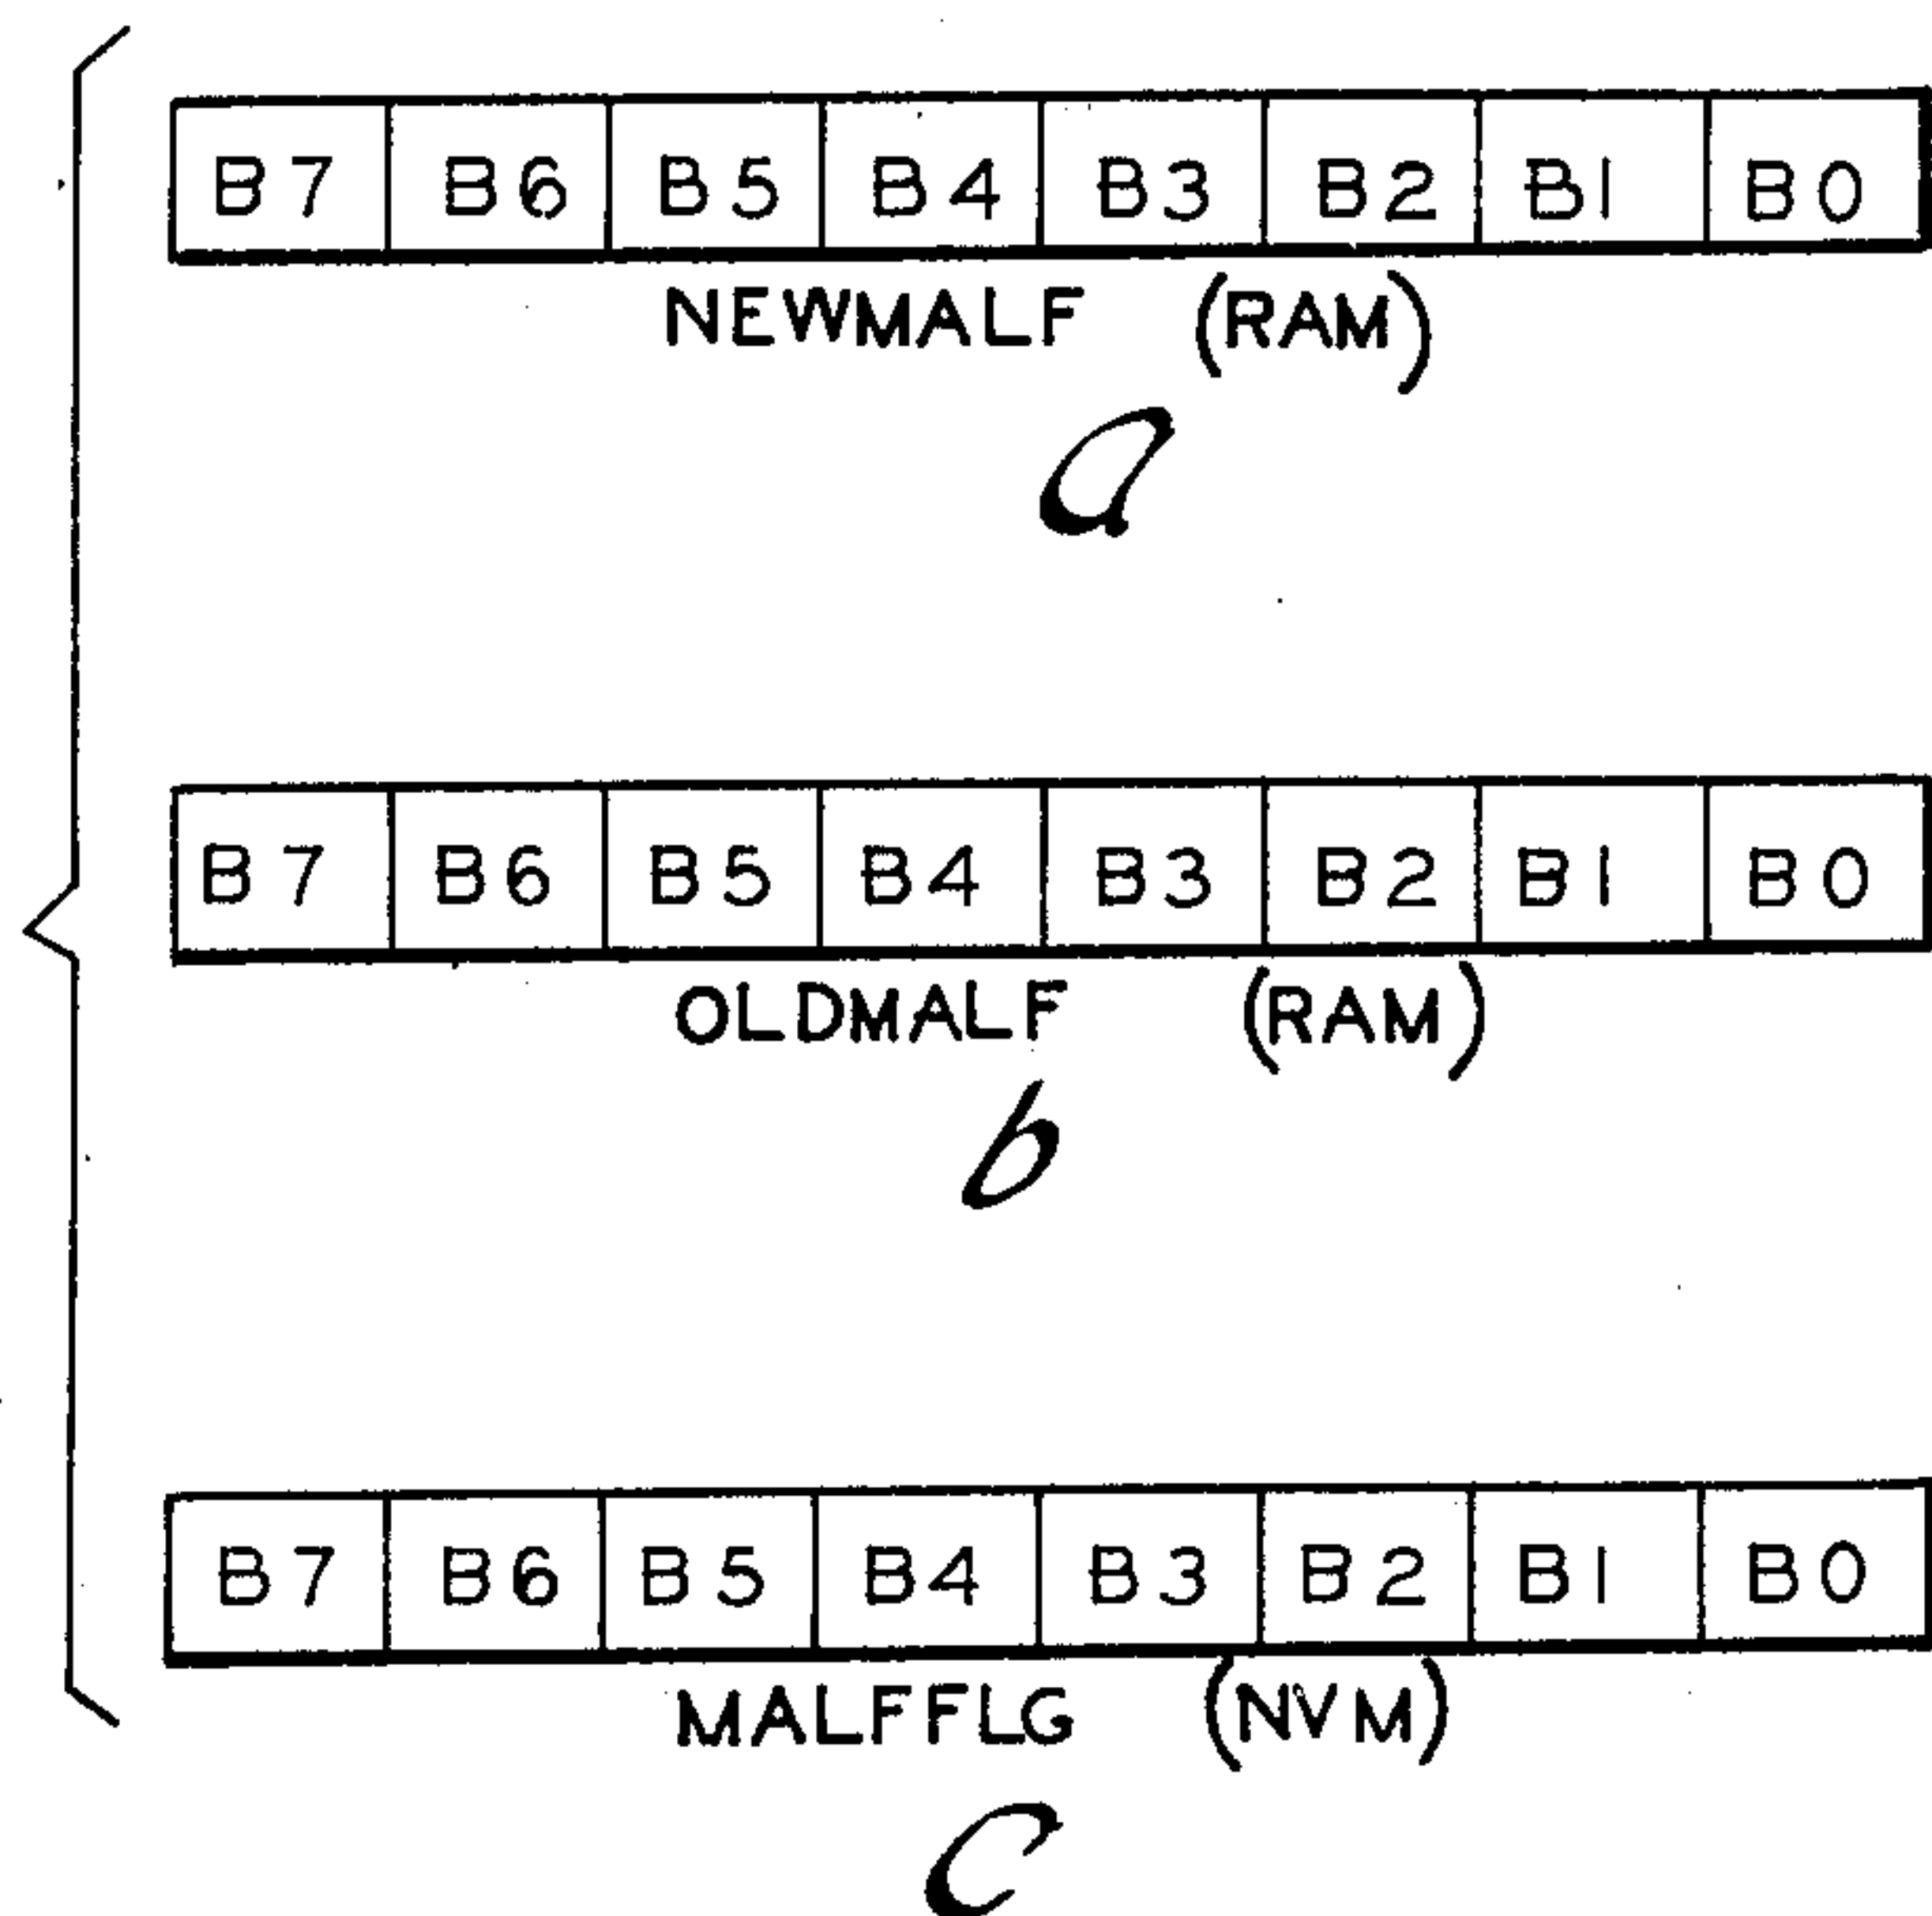 B7 B6 B5 B4 B3 B2 B1 B0
NEWMALF (RAM)
a
B7 B6 B5 B4 B3 B2 B1 B0
OLDMALF (RAM)
b
B7 B6 B5 B4 B3 B2 B1 B0
MALFFLG (NVM)
c